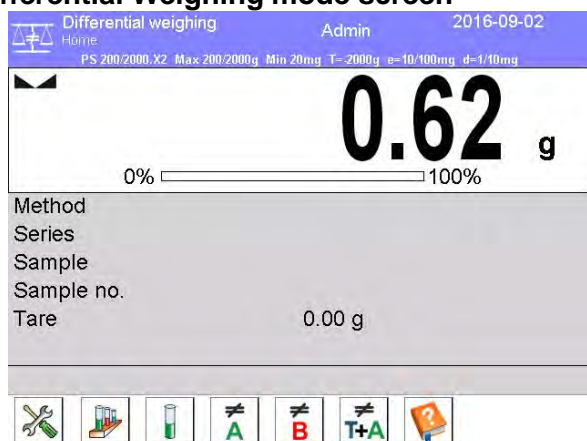 fferential Weighing mode screen
Differential weighing Admin 2016-09-02
Home
PS 200/2000.X2 Max 200/2000g Min 20mg T=-2000g e=10/100mg d=1/10mg
0.62 g
0% 100%
Method
Series
Sample
Sample no.
Tare 0.00 g
≠ ≠ ≠
A B T+A ?